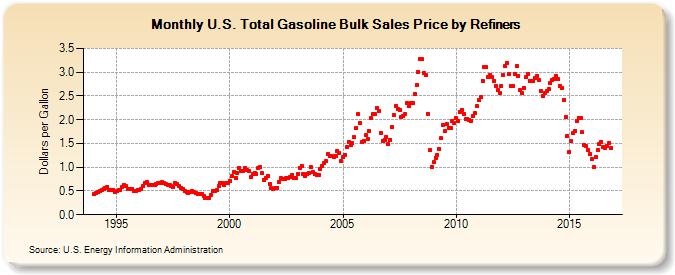 Monthly U.S. Total Gasoline Bulk Sales Price by Refiners
Dollars per Gallon
3.5
3.0
2.5
2.0
1.5
1.0
0.5
0.0
1995 2000 2005 2010 2015
Source: U.S. Energy Information Administration